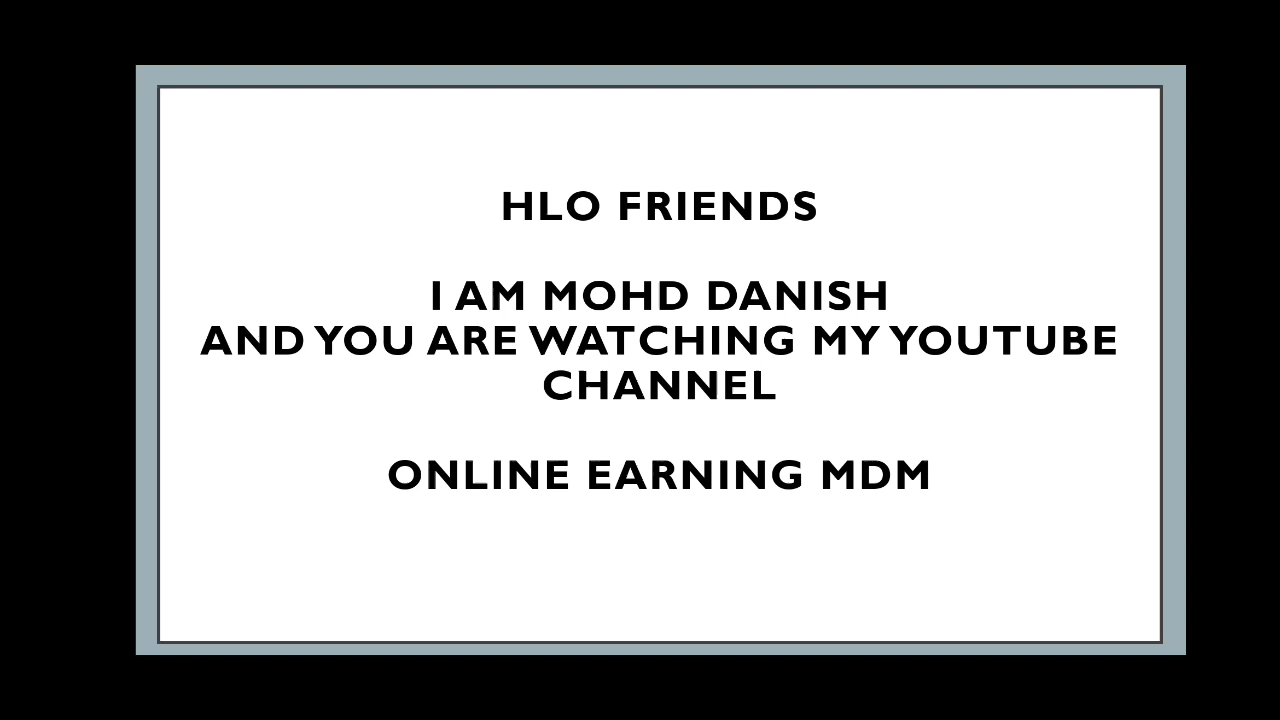 HLO FRIENDS
I AM MOHD DANISH
AND YOU ARE WATCHING MY YOUTUBE
CHANNEL
ONLINE EARNING MDM